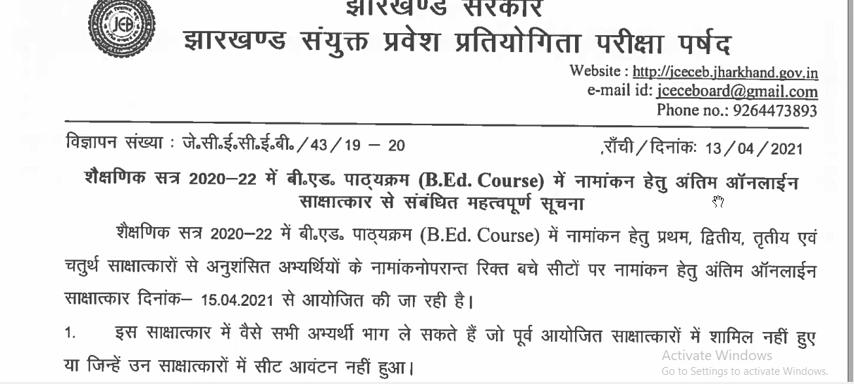 झारखण्ड सरकार
JCEB
झारखण्ड संयुक्त प्रवेश प्रतियोगिता परीक्षा पर्षद
Website : http://jceceb.jharkhand.gov.in
e-mail id: jceceboard@gmail.com
Phone no.: 9264473893
विज्ञापन संख्या : जे॰सी॰ई॰सी॰ई॰बी॰/43/19 – 20 ,राँची/दिनांकः 13/04/2021
शैक्षणिक सत्र 2020–22 में बी॰एड॰ पाठ्यक्रम (B.Ed. Course) में नामांकन हेतु अंतिम ऑनलाईन
साक्षात्कार से संबंधित महत्वपूर्ण सूचना
शैक्षणिक सत्र 2020–22 में बी॰एड॰ पाठ्यक्रम (B.Ed. Course) में नामांकन हेतु प्रथम, द्वितीय, तृतीय एवं
चतुर्थ साक्षात्कारों से अनुशंसित अभ्यर्थियों के नामांकनोपरान्त रिक्त बचे सीटों पर नामांकन हेतु अंतिम ऑनलाईन
साक्षात्कार दिनांक– 15.04.2021 से आयोजित की जा रही है।
1. इस साक्षात्कार में वैसे सभी अभ्यर्थी भाग ले सकते हैं जो पूर्व आयोजित साक्षात्कारों में शामिल नहीं हुए
या जिन्हें उन साक्षात्कारों में सीट आवंटन नहीं हुआ।
Activate Windows
Go to Settings to activate Windows.